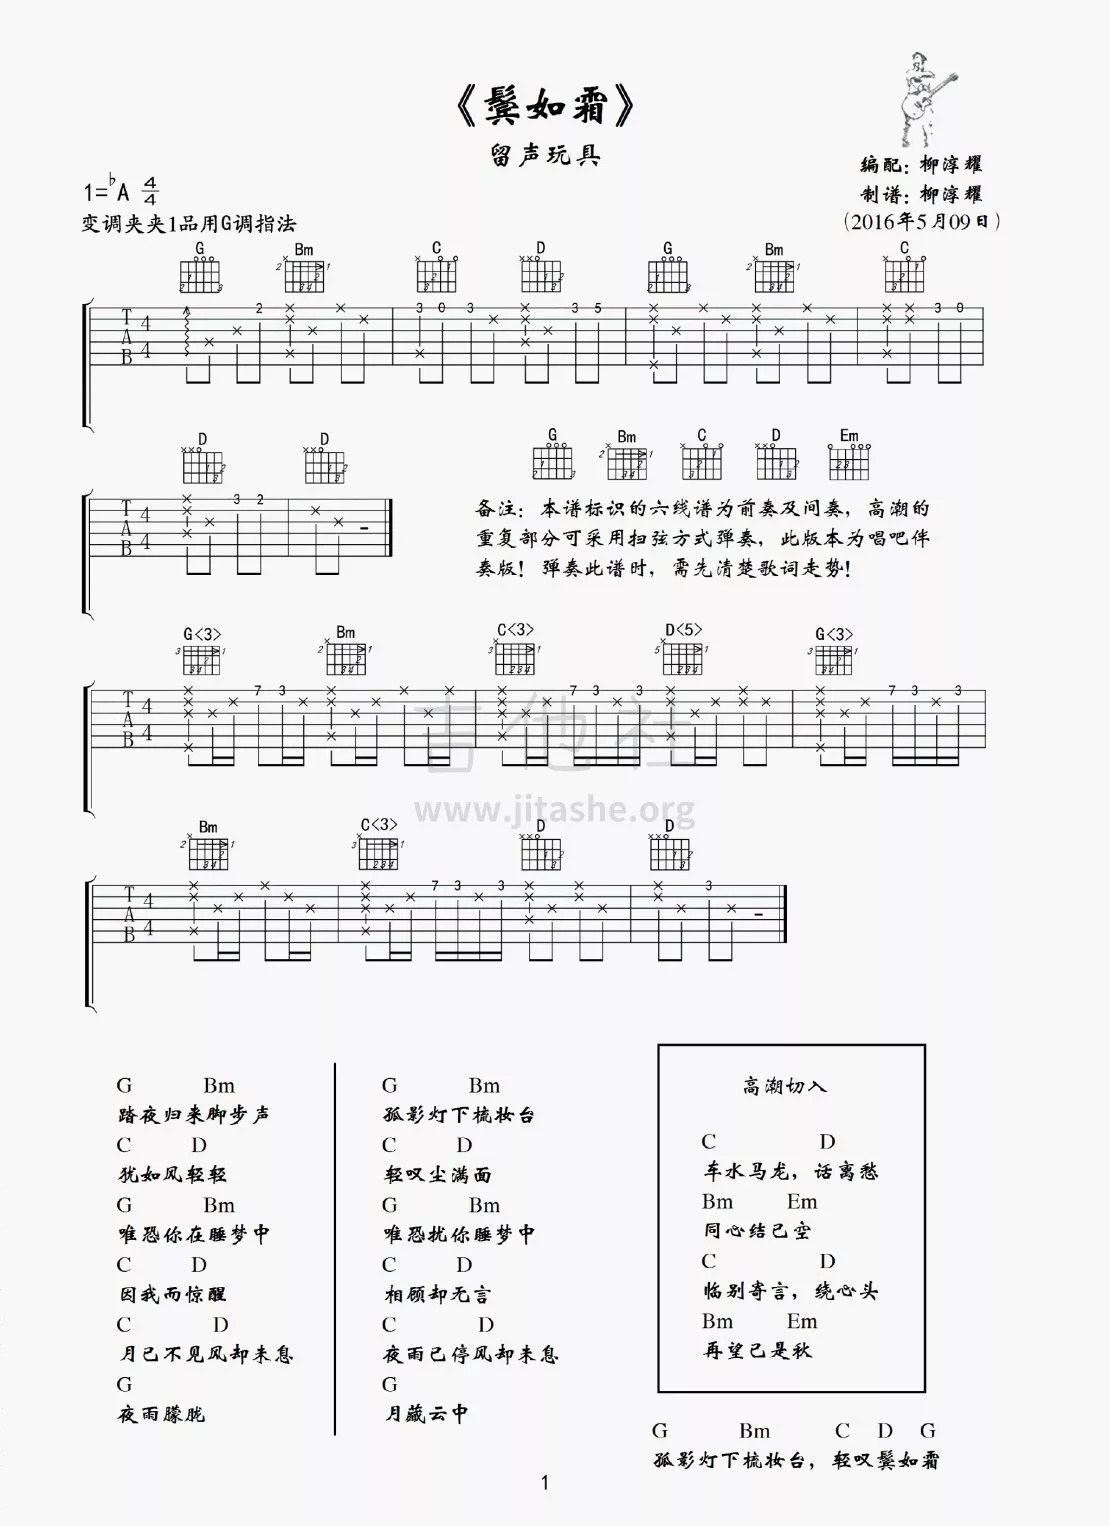 《鬓如霜》
留声玩具
编配：柳淳耀
制谱：柳淳耀
(2016年5月09日)
1=♭A 4/4
变调夹夹1品用G调指法
G Bm C D G Bm C
T A B 4/4 2 3 0 3 3 5 3 0
D D
G Bm C D Em
T A B 4/4 3 2
备注：本谱标识的六线谱为前奏及间奏，高潮的
重复部分可采用扫弦方式弹奏，此版本为唱吧伴
奏版！弹奏此谱时，需先清楚歌词走势！
G<3> Bm C<3> D<5> G<3>
T A B 4/4 7 3 7 3 3 7 3 3
吉他社
www.jitashe.org
Bm C<3> D D
T A B 4/4 7 3 3 3
G Bm
踏夜归来脚步声
C D
犹如风轻轻
G Bm
唯恐你在睡梦中
C D
因我而惊醒
C D
月已不见风却未息
G
夜雨朦胧
G Bm
孤影灯下梳妆台
C D
轻叹尘满面
G Bm
唯恐扰你睡梦中
C D
相顾却无言
C D
夜雨已停风却未息
G
月藏云中
高潮切入
C D
车水马龙，话离愁
Bm Em
同心结已空
C D
临别寄言，绕心头
Bm Em
再望已是秋
G Bm C D G
孤影灯下梳妆台，轻叹鬓如霜
1